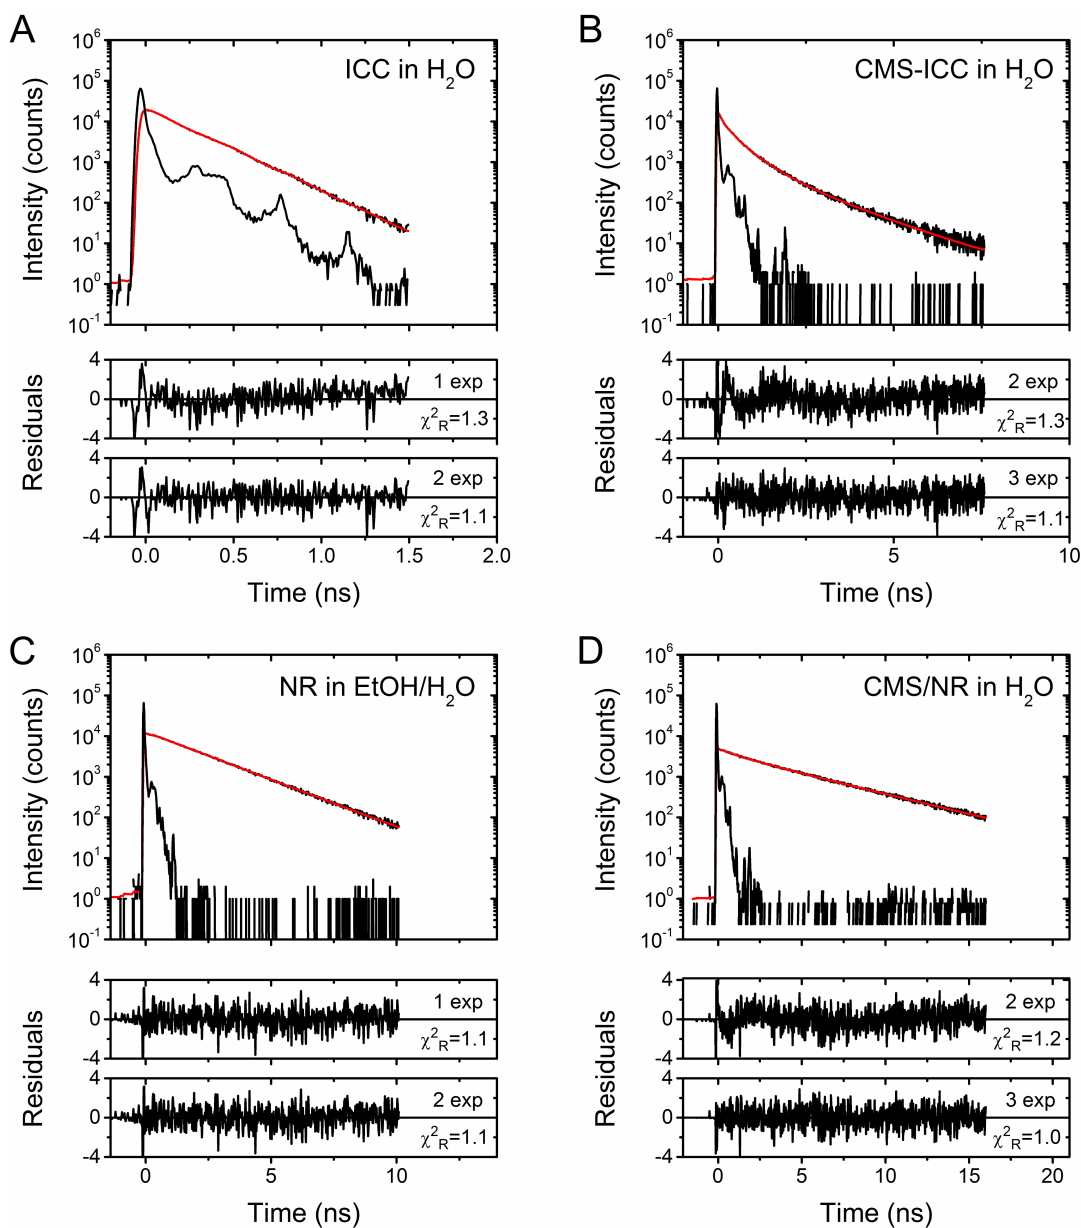 A
ICC in H2O
Intensity (counts)
10^6
10^5
10^4
10^3
10^2
10^1
10^0
10^-1
Residuals
4
0
-4
1 exp
χ²R=1.3
4
0
-4
2 exp
χ²R=1.1
0.0 0.5 1.0 1.5 2.0
Time (ns)
B
CMS-ICC in H2O
Intensity (counts)
10^6
10^5
10^4
10^3
10^2
10^1
10^0
10^-1
Residuals
4
0
-4
2 exp
χ²R=1.3
4
0
-4
3 exp
χ²R=1.1
0 5 10
Time (ns)
C
NR in EtOH/H2O
Intensity (counts)
10^6
10^5
10^4
10^3
10^2
10^1
10^0
10^-1
Residuals
4
0
-4
1 exp
χ²R=1.1
4
0
-4
2 exp
χ²R=1.1
0 5 10
Time (ns)
D
CMS/NR in H2O
Intensity (counts)
10^6
10^5
10^4
10^3
10^2
10^1
10^0
10^-1
Residuals
4
0
-4
2 exp
χ²R=1.2
4
0
-4
3 exp
χ²R=1.0
0 5 10 15 20
Time (ns)